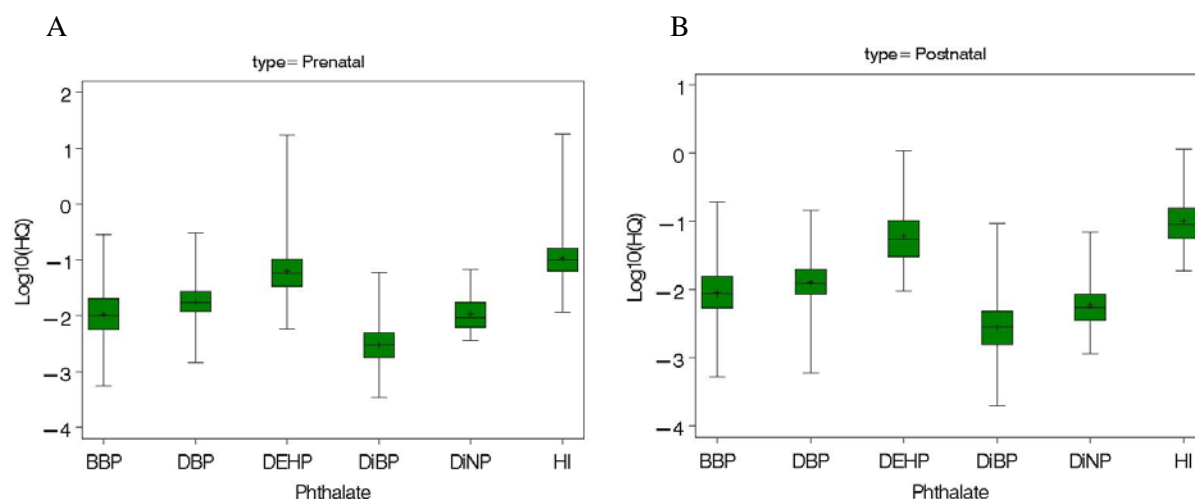 A
type= Prenatal
Log10(HQ)
2
1
0
−1
−2
−3
−4
BBP DBP DEHP DiBP DiNP HI
Phthalate
B
type= Postnatal
Log10(HQ)
1
0
−1
−2
−3
−4
BBP DBP DEHP DiBP DiNP HI
Phthalate